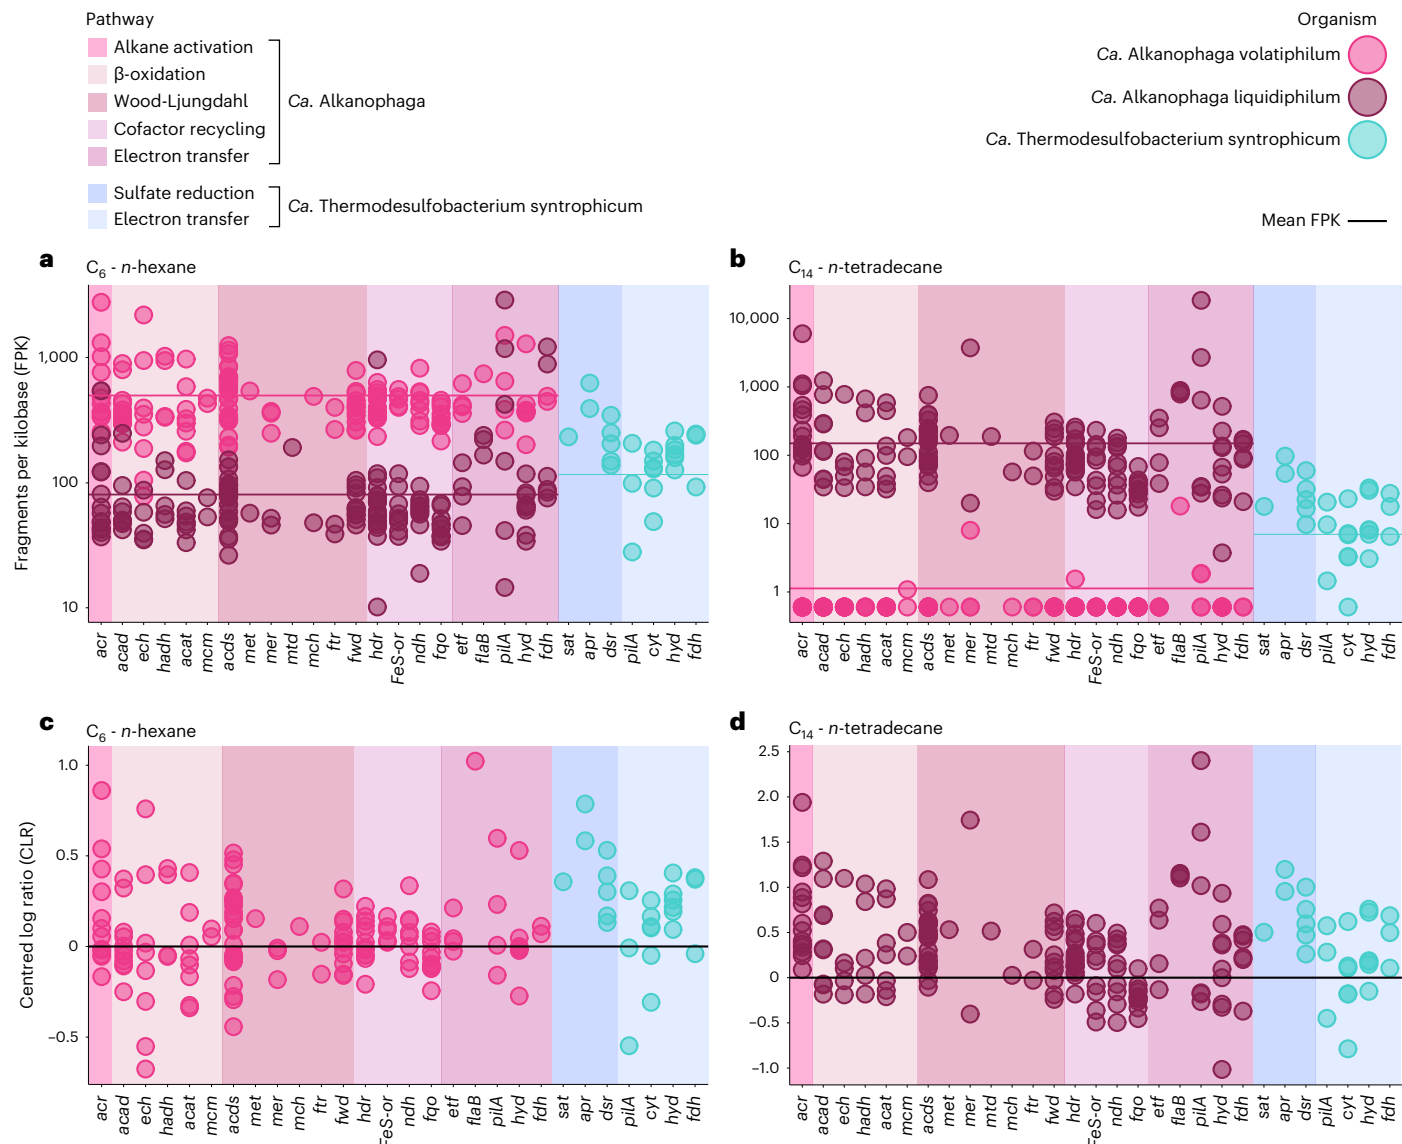 Pathway
Alkane activation
β-oxidation
Wood-Ljungdahl
Cofactor recycling
Electron transfer
Ca. Alkanophaga
Sulfate reduction
Electron transfer
Ca. Thermodesulfobacterium syntrophicum
Organism
Ca. Alkanophaga volatiphilum
Ca. Alkanophaga liquidiphilum
Ca. Thermodesulfobacterium syntrophicum
Mean FPK
a
C6 - n-hexane
Fragments per kilobase (FPK)
1,000
100
10
acr acad ech hadh acat mcm acds met mer mtd mch ftr fwd hdr FeS-or ndh fqo etf flaB pilA hyd fdh sat apr dsr pilA cyt hyd fdh
b
C14 - n-tetradecane
10,000
1,000
100
10
1
acr acad ech hadh acat mcm acds met mer mtd mch ftr fwd hdr FeS-or ndh fqo etf flaB pilA hyd fdh sat apr dsr pilA cyt hyd fdh
c
C6 - n-hexane
Centred log ratio (CLR)
1.0
0.5
0
−0.5
acr acad ech hadh acat mcm acds met mer mch ftr fwd hdr FeS-or ndh fqo etf flaB pilA hyd fdh sat apr dsr pilA cyt hyd fdh
d
C14 - n-tetradecane
2.5
2.0
1.5
1.0
0.5
0
−0.5
−1.0
acr acad ech hadh acat mcm acds met mer mtd mch ftr fwd hdr FeS-or ndh fqo etf flaB pilA hyd fdh sat apr dsr pilA cyt hyd fdh